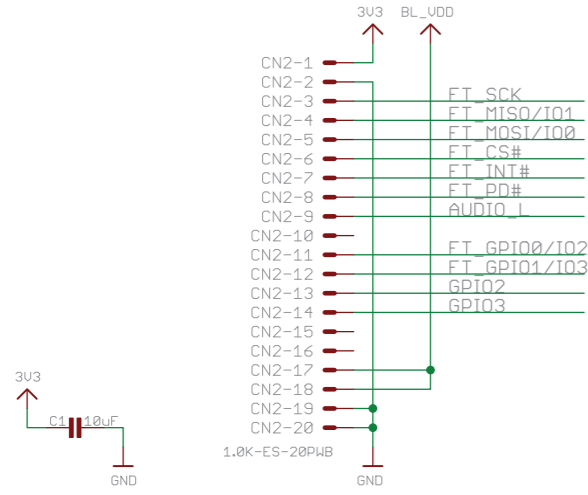 3V3 BL_VDD
CN2-1
CN2-2
CN2-3 FT_SCK
CN2-4 FT_MISO/IO1
CN2-5 FT_MOSI/IO0
CN2-6 FT_CS#
CN2-7 FT_INT#
CN2-8 FT_PD#
CN2-9 AUDIO_L
CN2-10
CN2-11 FT_GPIO0/IO2
CN2-12 FT_GPIO1/IO3
CN2-13 GPIO2
CN2-14 GPIO3
CN2-15
CN2-16
CN2-17
CN2-18
CN2-19
CN2-20
1.0K-ES-20PWB
GND
3V3
C1 10uF
GND